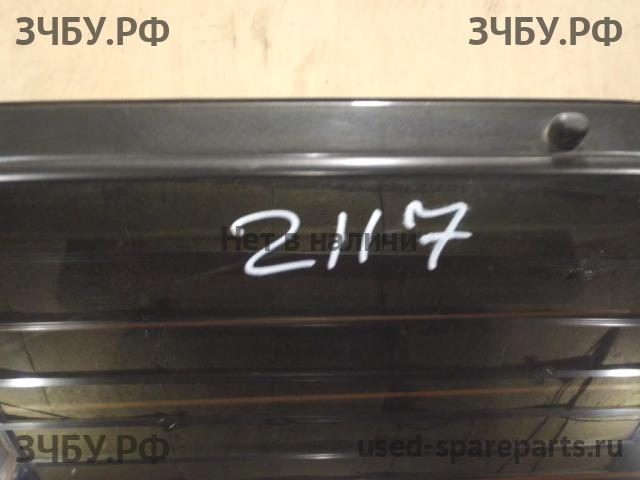 ЗЧБУ.РФ ЗЧБУ.РФ
2117
Нет в наличии
ЗЧБУ.РФ used-spareparts.ru